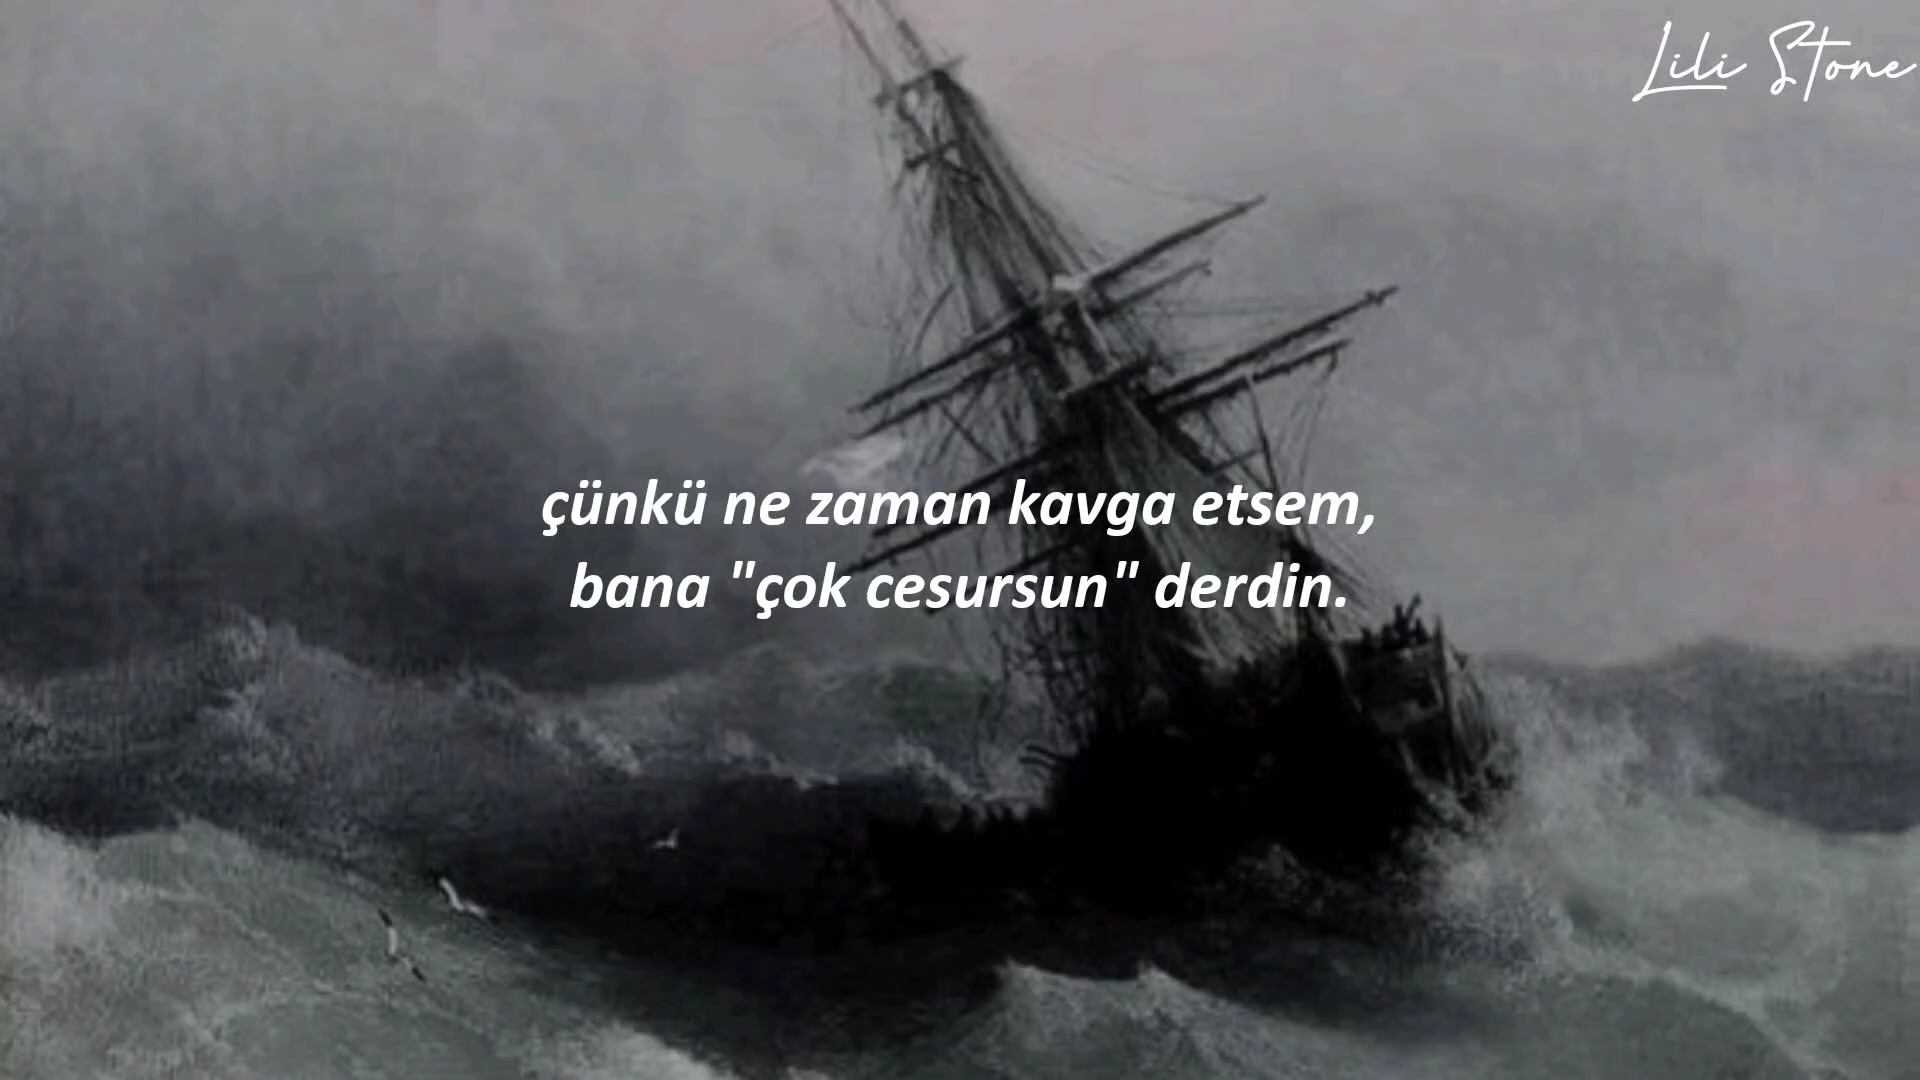 Lili Stone
çünkü ne zaman kavga etsem,
bana "çok cesursun" derdin.